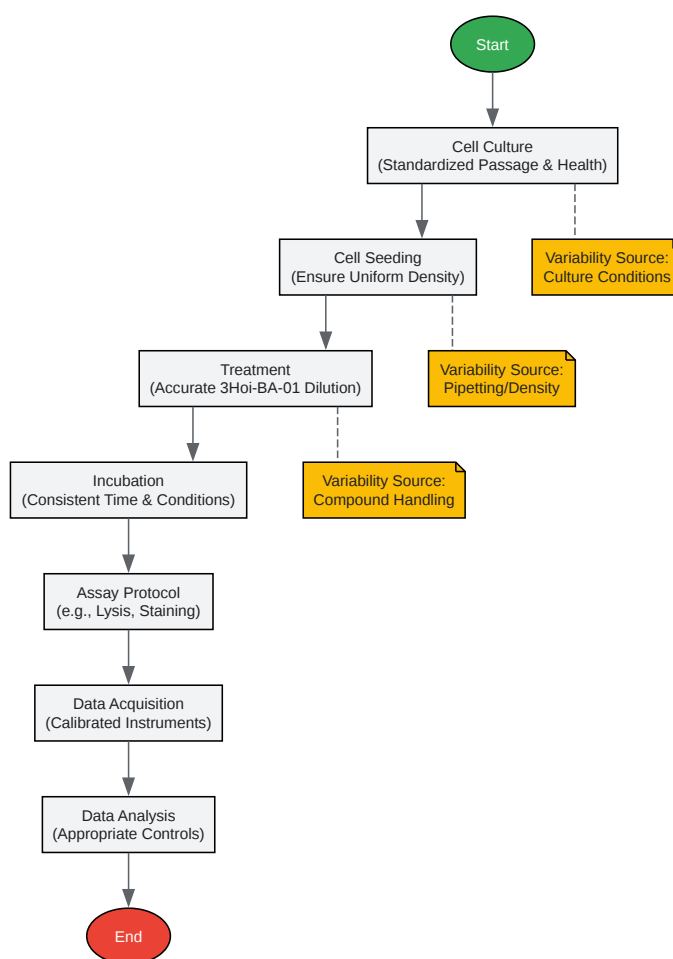 Start
Cell Culture
(Standardized Passage & Health)
Cell Seeding
(Ensure Uniform Density)
Variability Source:
Culture Conditions
Treatment
(Accurate 3Hoi-BA-01 Dilution)
Variability Source:
Pipetting/Density
Incubation
(Consistent Time & Conditions)
Variability Source:
Compound Handling
Assay Protocol
(e.g., Lysis, Staining)
Data Acquisition
(Calibrated Instruments)
Data Analysis
(Appropriate Controls)
End